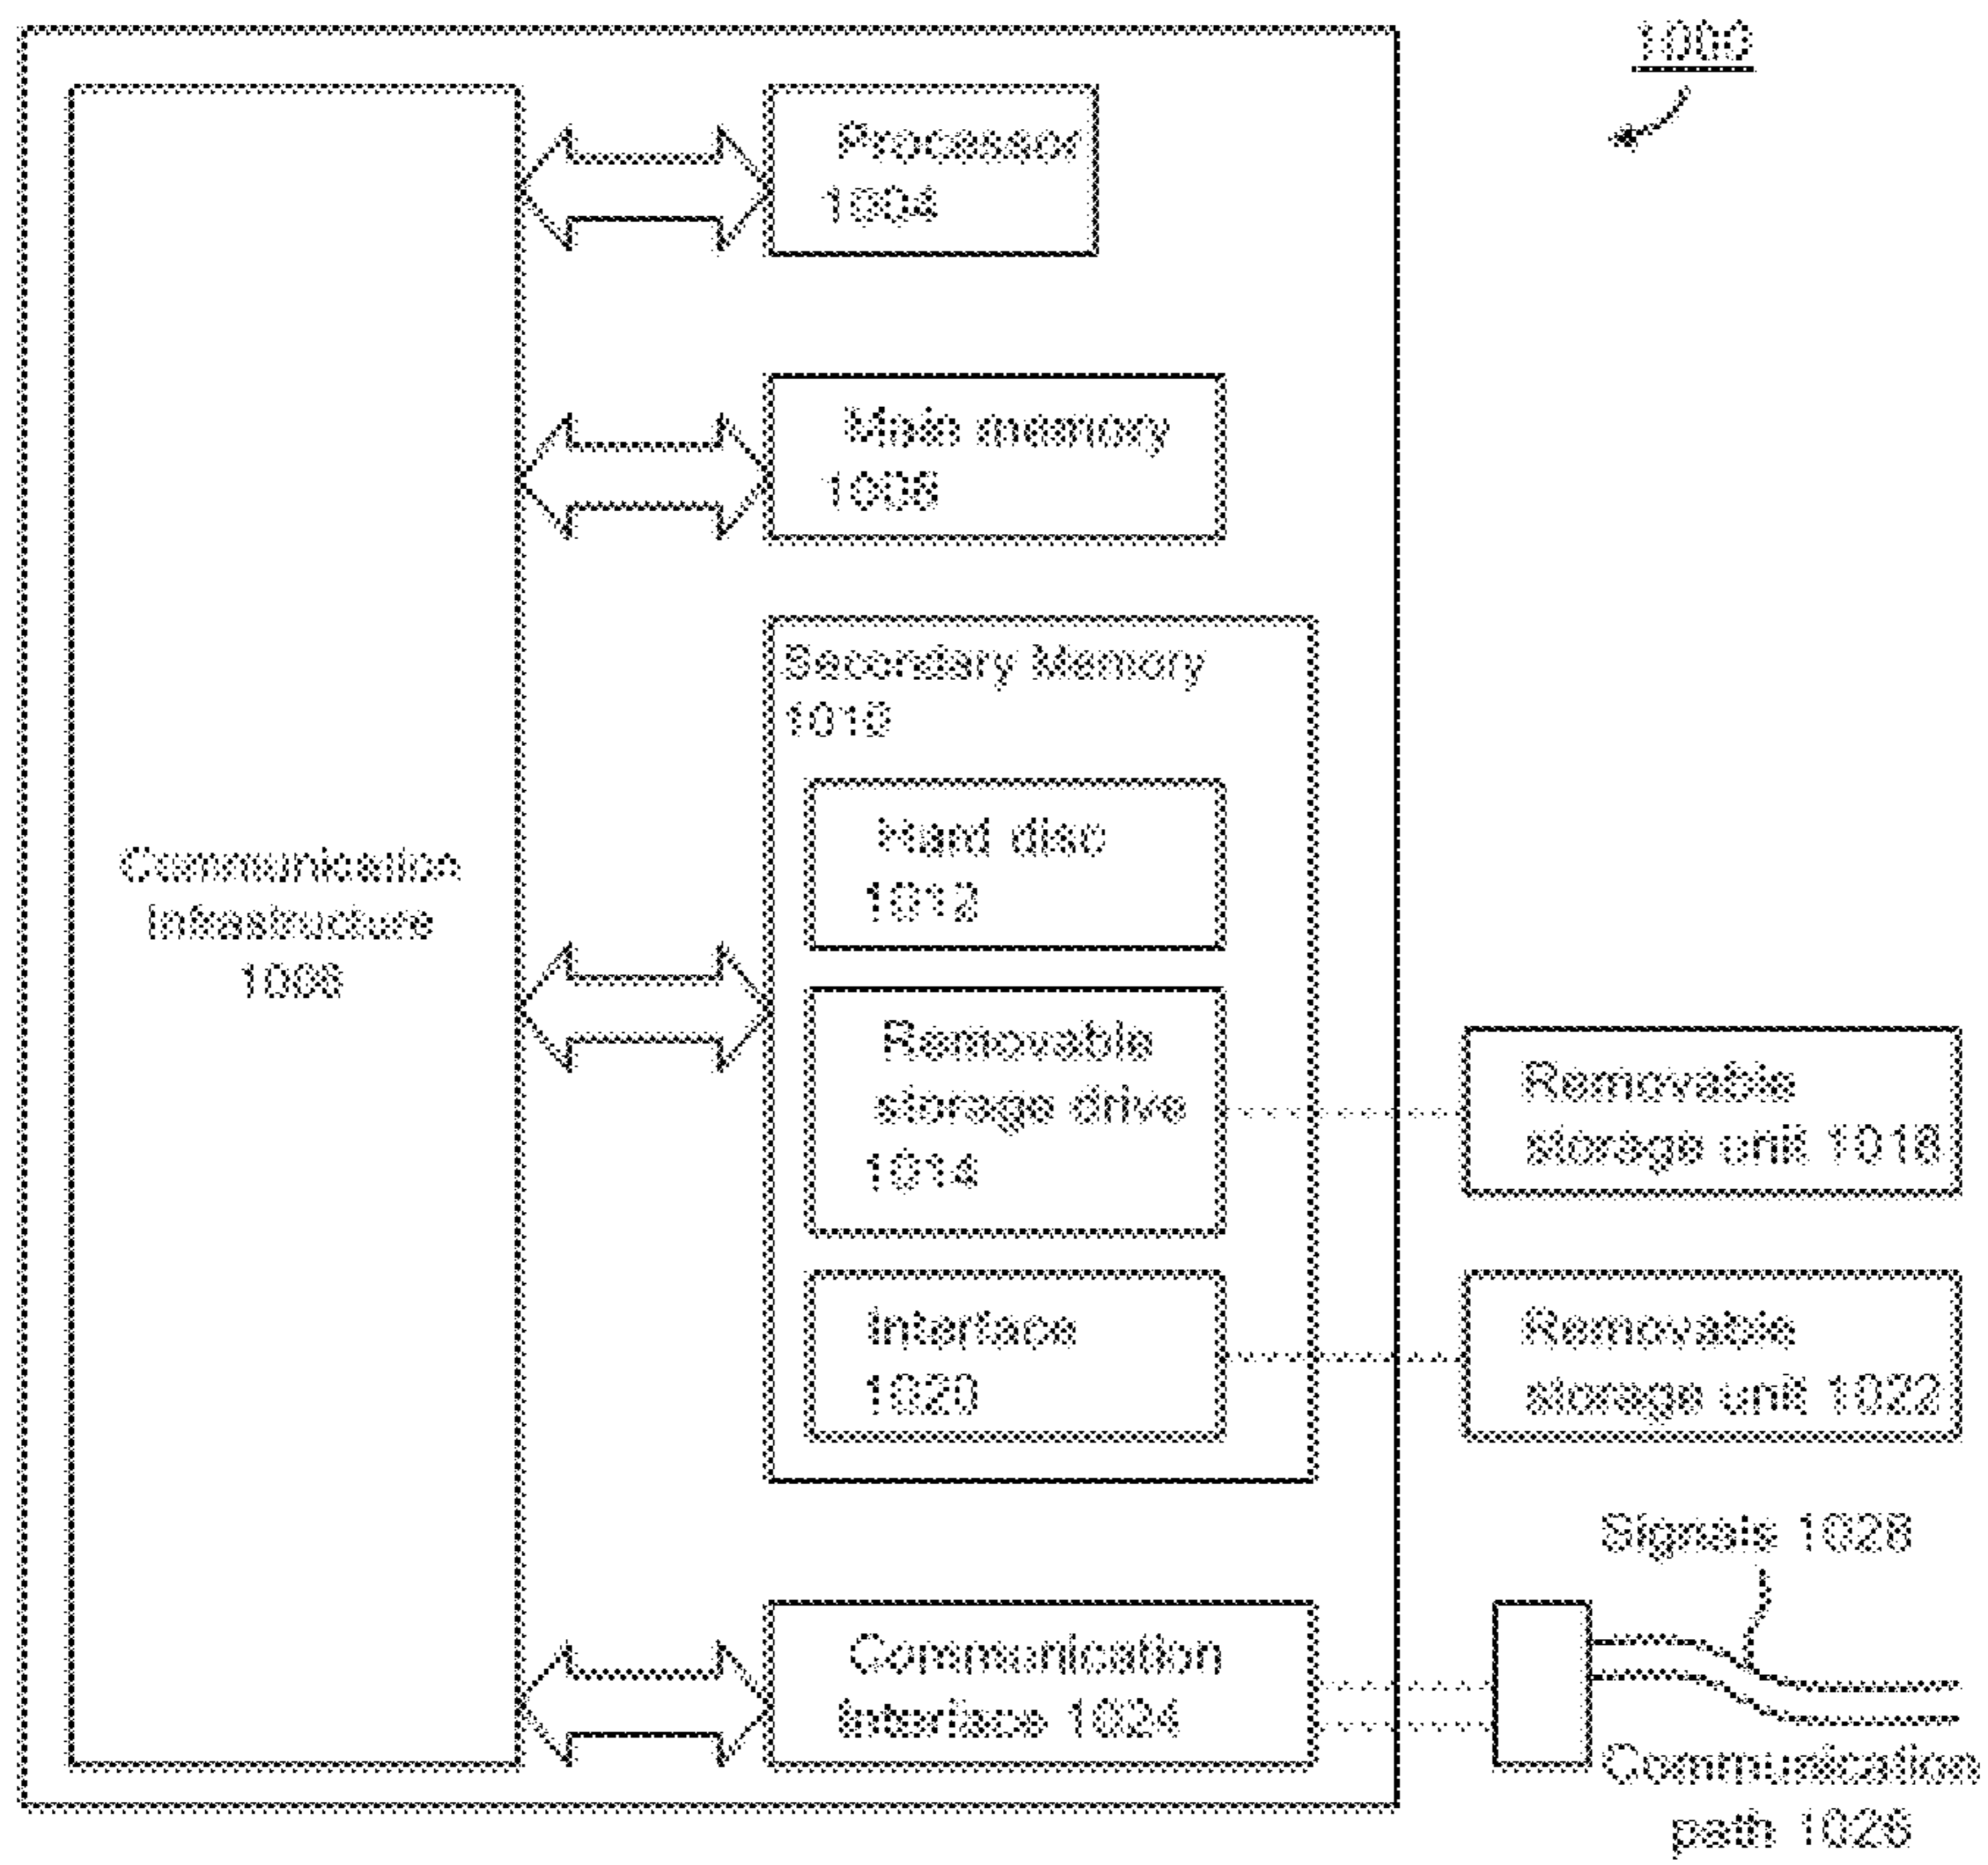 1000
Processor
1004
Main memory
1008
Secondary Memory
1010
Hard disc
1012
Communication
Infrastructure
1006
Removable
storage drive
1014
Removable
storage unit 1018
Interface
1020
Removable
storage unit 1022
Signals 1028
Communication
Interface 1024
Communication
path 1026